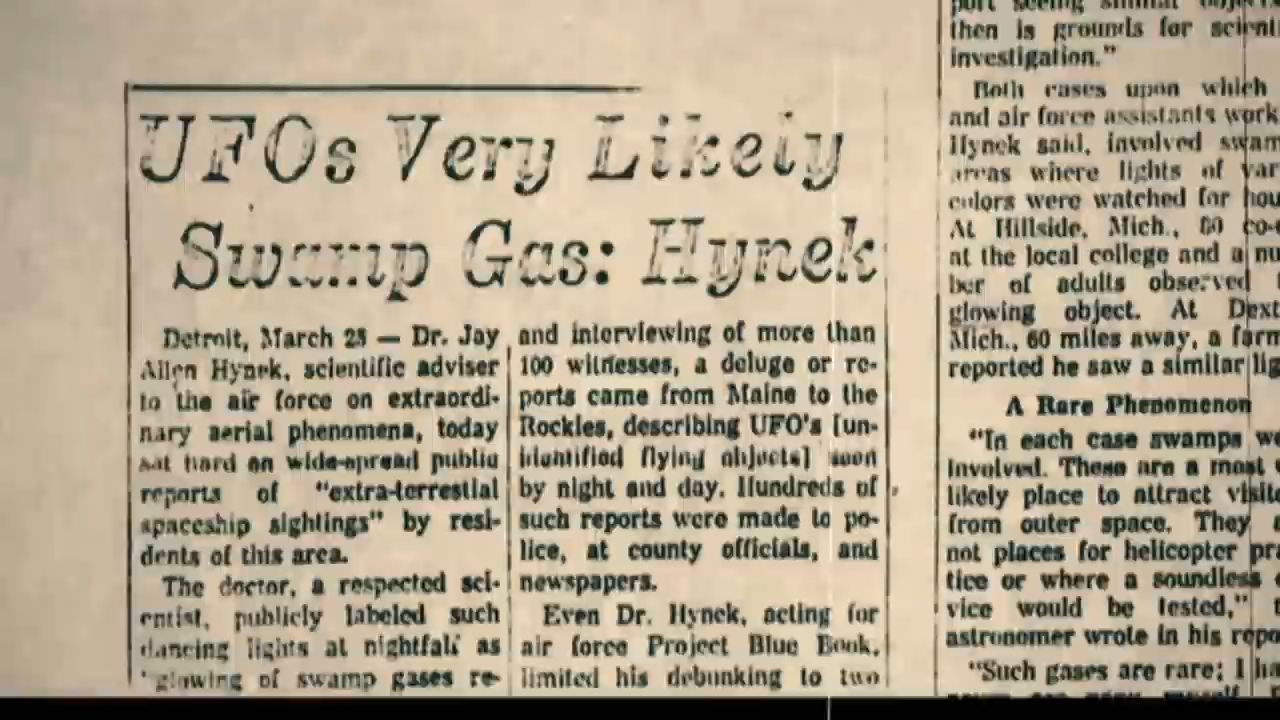 UFOs Very Likely
Swamp Gas: Hynek
Detroit, March 28 — Dr. Jay
Allen Hynek, scientific adviser
to the air force on extraordi-
nary aerial phenomena, today
sat hard on wide-spread public
reports of "extra-terrestial
spaceship sightings" by resi-
dents of this area.
The doctor, a respected sci-
entist, publicly labeled such
dancing lights at nightfall as
"glowing of swamp gases re-
and interviewing of more than
100 witnesses, a deluge or re-
ports came from Maine to the
Rockies, describing UFO's [un-
identified flying objects] seen
by night and day. Hundreds of
such reports were made to po-
lice, at county officials, and
newspapers.
Even Dr. Hynek, acting for
air force Project Blue Book,
limited his debunking to two
port seeing similar
then is grounds for
investigation."
Both cases upon which
and air force assistants work
Hynek said, involved
areas where lights of
colors were watched for
At Hillside, Mich., 80 co-
at the local college and a
ber of adults observed
glowing object. At
Mich., 60 miles away, a
reported he saw a similar
A Rare Phenomenon
"In each case swamps
involved. These are a most
likely place to attract
from outer space. They
not places for helicopter
tice or where a soundless
vice would be tested,"
astronomer wrote in his
"Such gases are rare; I